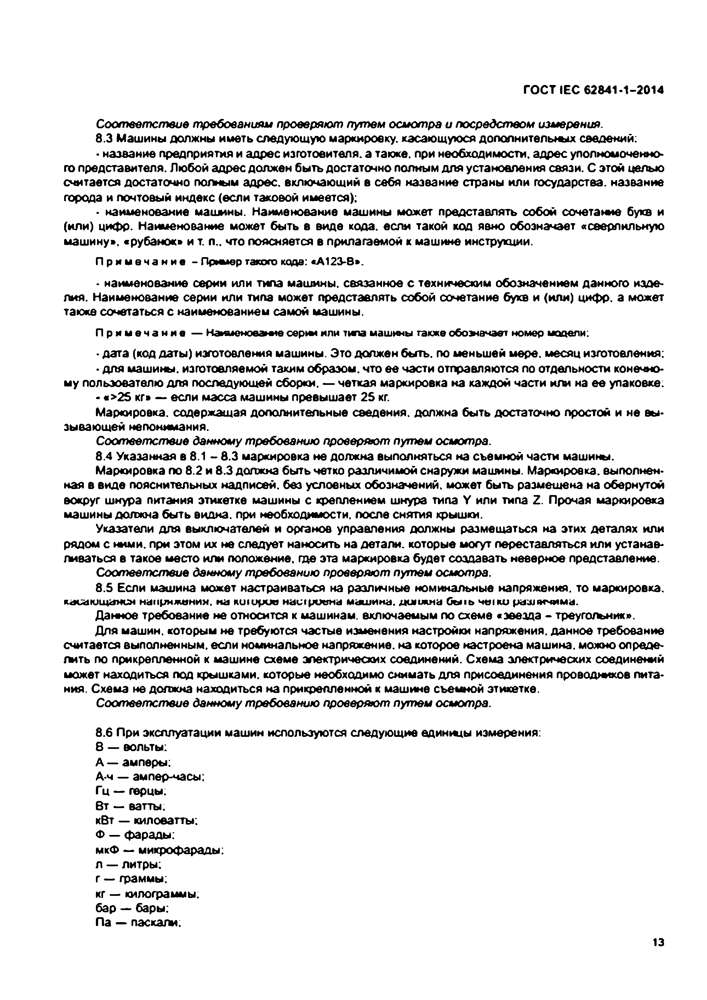 ГОСТ IEC 62841-1–2014
Соответствие требованиям проверяют путем осмотра и посредством измерения.
8.3 Машины должны иметь следующую маркировку, касающуюся дополнительных сведений:
- название предприятия и адрес изготовителя, а также, при необходимости, адрес уполномоченно-
го представителя. Любой адрес должен быть достаточно полным для установления связи. С этой целью
считается достаточно полным адрес, включающий в себя название страны или государства, название
города и почтовый индекс (если таковой имеется);
- наименование машины. Наименование машины может представлять собой сочетание букв и
(или) цифр. Наименование может быть в виде кода, если такой код явно обозначает «сверлильную
машину», «рубанок» и т. п., что поясняется в прилагаемой к машине инструкции.
Примечание – Пример такого кода: «А123-В».
- наименование серии или типа машины, связанное с техническим обозначением данного изде-
лия. Наименование серии или типа может представлять собой сочетание букв и (или) цифр, а может
также сочетаться с наименованием самой машины.
Примечание — Наименование серии или типа машины также обозначает номер модели;
- дата (код даты) изготовления машины. Это должен быть, по меньшей мере, месяц изготовления;
- для машины, изготовляемой таким образом, что ее части отправляются по отдельности конечно-
му пользователю для последующей сборки, — четкая маркировка на каждой части или на ее упаковке;
- «>25 кг» — если масса машины превышает 25 кг.
Маркировка, содержащая дополнительные сведения, должна быть достаточно простой и не вы-
зывающей непонимания.
Соответствие данному требованию проверяют путем осмотра.
8.4 Указанная в 8.1 – 8.3 маркировка не должна выполняться на съемной части машины.
Маркировка по 8.2 и 8.3 должна быть четко различимой снаружи машины. Маркировка, выполнен-
ная в виде пояснительных надписей, без условных обозначений, может быть размещена на обернутой
вокруг шнура питания этикетке машины с креплением шнура типа Y или типа Z. Прочая маркировка
машины должна быть видна, при необходимости, после снятия крышки.
Указатели для выключателей и органов управления должны размещаться на этих деталях или
рядом с ними, при этом их не следует наносить на детали, которые могут переставляться или устанав-
ливаться в такое место или положение, где эта маркировка будет создавать неверное представление.
Соответствие данному требованию проверяют путем осмотра.
8.5 Если машина может настраиваться на различные номинальные напряжения, то маркировка,
касающаяся напряжения, на которое настроена машина, должна быть четко различима.
Данное требование не относится к машинам, включаемым по схеме «звезда – треугольник».
Для машин, которым не требуются частые изменения настройки напряжения, данное требование
считается выполненным, если номинальное напряжение, на которое настроена машина, можно опреде-
лить по прикрепленной к машине схеме электрических соединений. Схема электрических соединений
может находиться под крышками, которые необходимо снимать для присоединения проводников пита-
ния. Схема не должна находиться на прикрепленной к машине съемной этикетке.
Соответствие данному требованию проверяют путем осмотра.
8.6 При эксплуатации машин используются следующие единицы измерения:
В — вольты;
А — амперы;
А-ч — ампер-часы;
Гц — герцы;
Вт — ватты;
кВт — киловатты;
Ф — фарады;
мкФ — микрофарады;
л — литры;
г — граммы;
кг — килограммы;
бар — бары;
Па — паскали;
13